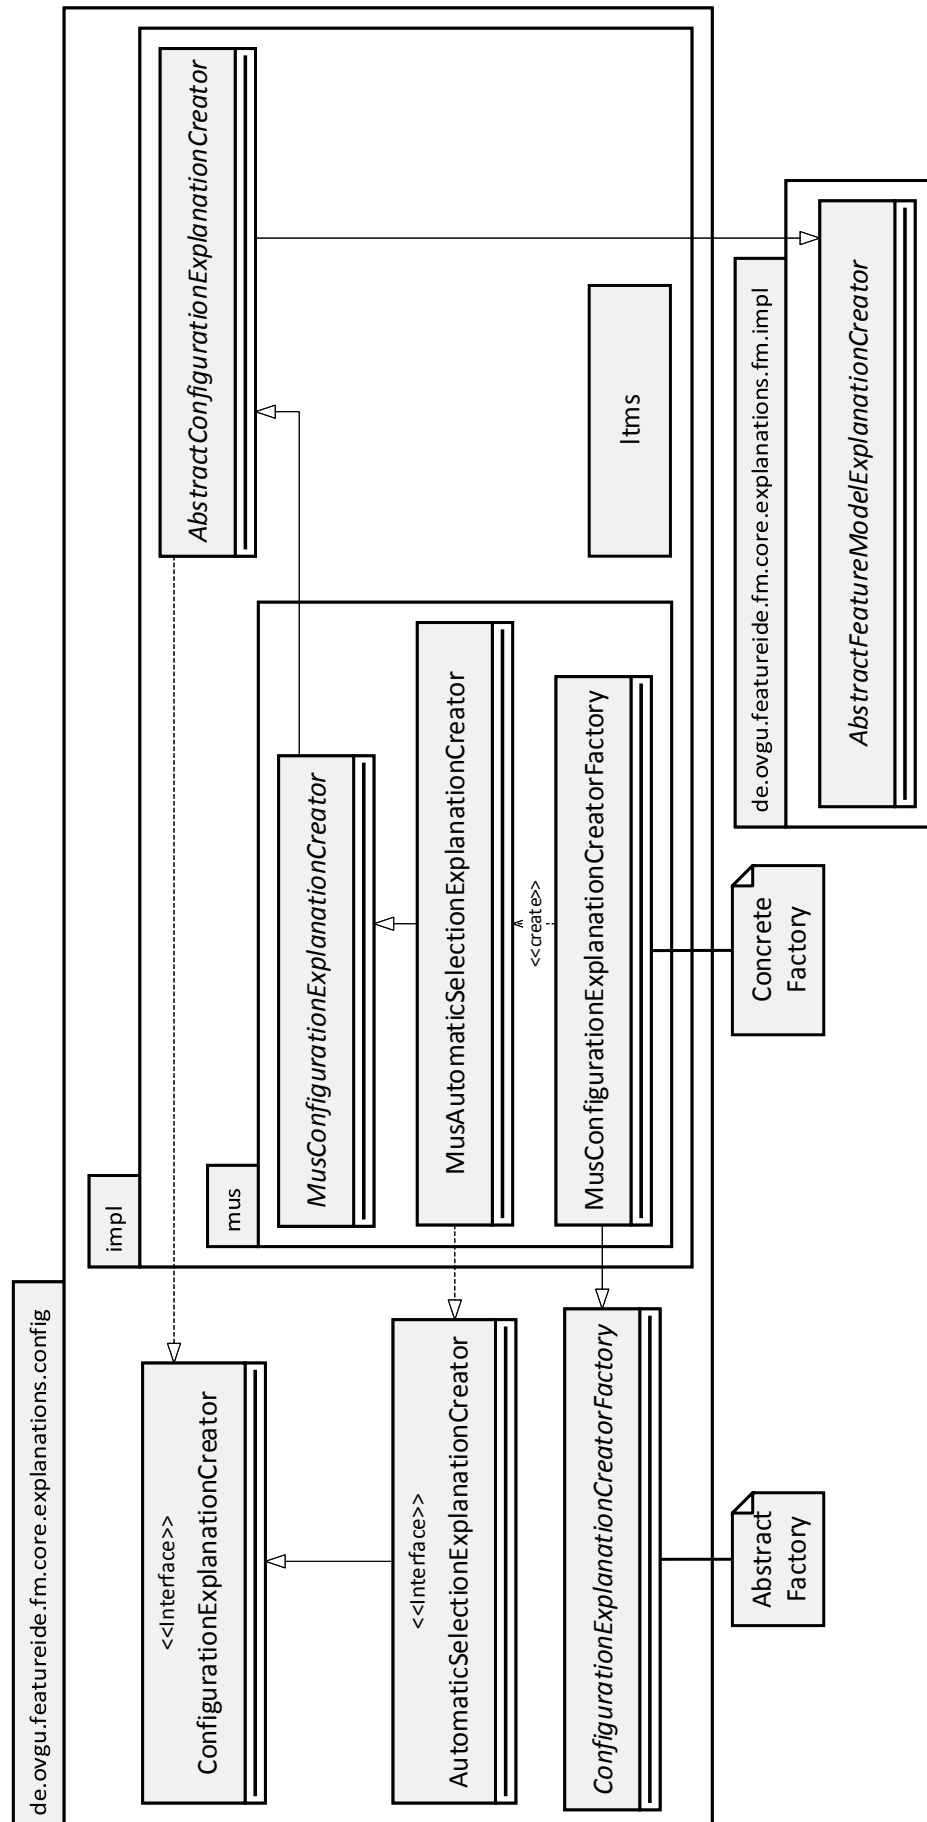 de.ovgu.featureide.fm.core.explanations.config
<<Interface>>
ConfigurationExplanationCreator
<<Interface>>
AutomaticSelectionExplanationCreator
ConfigurationExplanationCreatorFactory
Abstract
Factory
impl
mus
MusConfigurationExplanationCreator
MusAutomaticSelectionExplanationCreator
<<create>>
MusConfigurationExplanationCreatorFactory
Concrete
Factory
AbstractConfigurationExplanationCreator
ltms
de.ovgu.featureide.fm.core.explanations.fm.impl
AbstractFeatureModelExplanationCreator